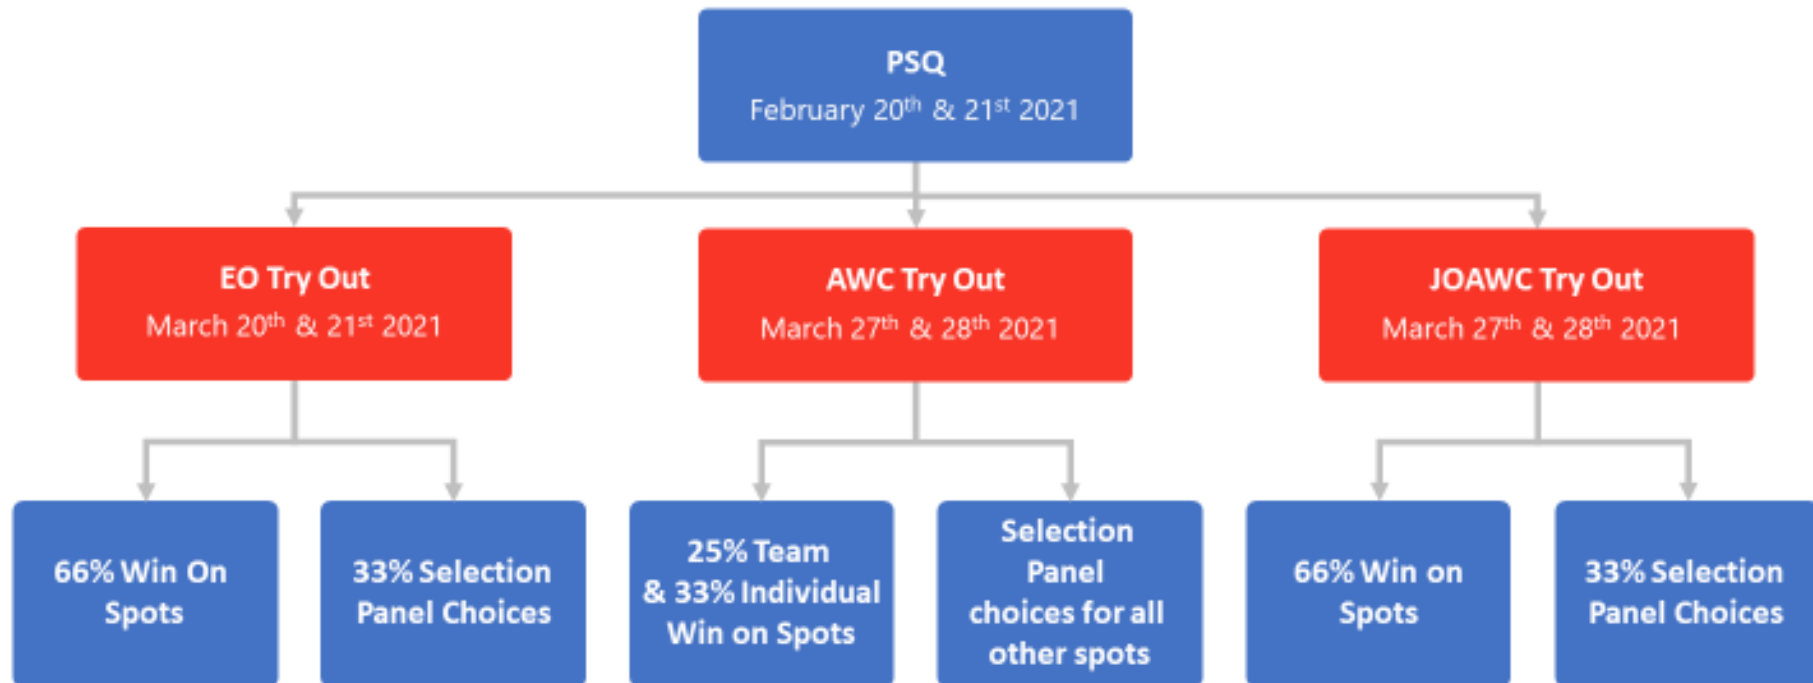 PSQ
February 20th & 21st 2021
EO Try Out
March 20th & 21st 2021
AWC Try Out
March 27th & 28th 2021
JOAWC Try Out
March 27th & 28th 2021
66% Win On
Spots
33% Selection
Panel Choices
25% Team
& 33% Individual
Win on Spots
Selection
Panel
choices for all
other spots
66% Win on
Spots
33% Selection
Panel Choices